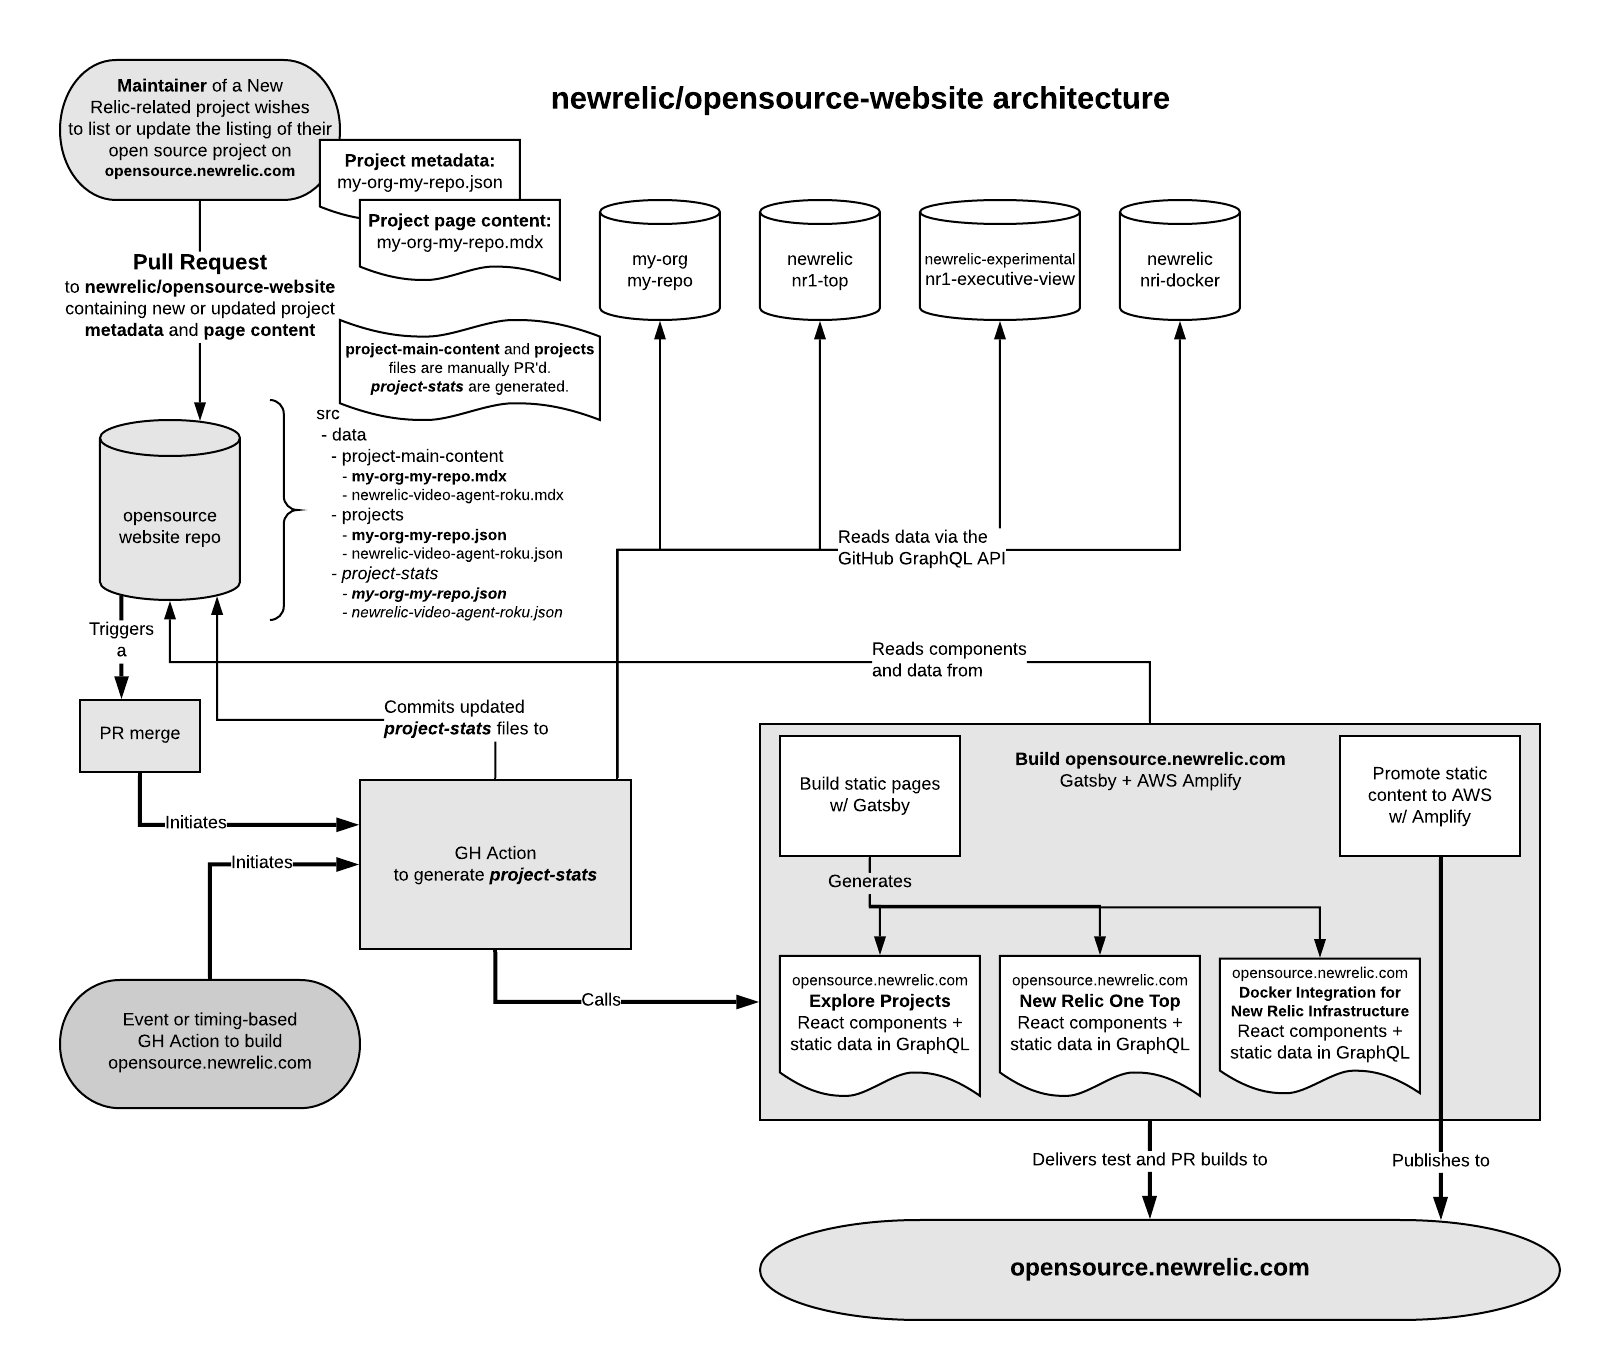 newrelic/opensource-website architecture
Maintainer of a New
Relic-related project wishes
to list or update the listing of their
open source project on
opensource.newrelic.com
Project metadata:
my-org-my-repo.json
Project page content:
my-org-my-repo.mdx
Pull Request
to newrelic/opensource-website
containing new or updated project
metadata and page content
my-org
my-repo
newrelic
nr1-top
newrelic-experimental
nr1-executive-view
newrelic
nri-docker
project-main-content and projects
files are manually PR'd.
project-stats are generated.
src
- data
- project-main-content
- my-org-my-repo.mdx
- newrelic-video-agent-roku.mdx
- projects
- my-org-my-repo.json
- newrelic-video-agent-roku.json
- project-stats
- my-org-my-repo.json
- newrelic-video-agent-roku.json
opensource
website repo
Reads data via the
GitHub GraphQL API
Triggers
a
Reads components
and data from
PR merge
Commits updated
project-stats files to
Initiates
Initiates
GH Action
to generate project-stats
Build static pages
w/ Gatsby
Build opensource.newrelic.com
Gatsby + AWS Amplify
Promote static
content to AWS
w/ Amplify
Generates
opensource.newrelic.com
Explore Projects
React components +
static data in GraphQL
opensource.newrelic.com
New Relic One Top
React components +
static data in GraphQL
opensource.newrelic.com
Docker Integration for
New Relic Infrastructure
React components +
static data in GraphQL
Calls
Event or timing-based
GH Action to build
opensource.newrelic.com
Delivers test and PR builds to
Publishes to
opensource.newrelic.com